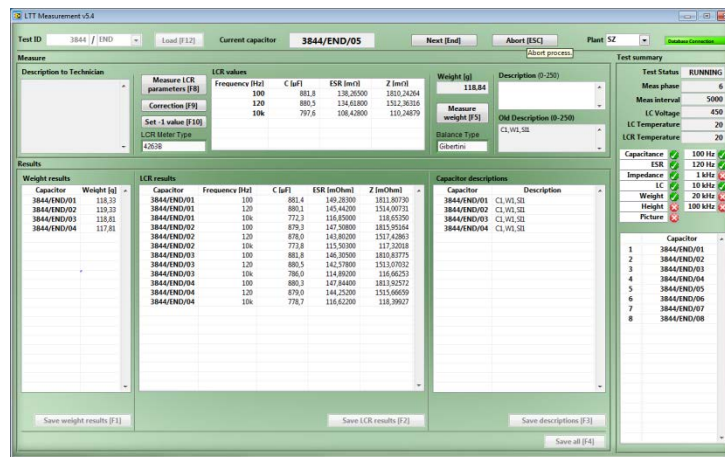 LTT Measurement v5.4
Test ID 3844 / END Load [F12] Current capacitor 3844/END/05 Next [End] Abort [ESC] Plant SZ Database Connection
Abort process.
Measure
Description to Technician
Measure LCR parameters [F8]
Correction [F9]
Set -1 value [F10]
LCR Meter Type
4263B
LCR values
Frequency [Hz] C [µF] ESR [mΩ] Z [mΩ]
100 881,8 138,26500 1810,24264
120 880,5 134,61800 1512,36316
10k 797,6 108,42800 110,24879
Weight [g]
118,84
Measure weight [F5]
Balance Type
Gibertini
Description (0-250)
Old Description (0-250)
C1,W1,SI1
Test summary
Test Status RUNNING
Meas phase 6
Meas interval 5000
LC Voltage 450
LC Temperature 20
LCR Temperature 20
Capacitance 100 Hz
ESR 120 Hz
Impedance 1 kHz
LC 10 kHz
Weight 20 kHz
Height 100 kHz
Picture
Capacitor
1 3844/END/01
2 3844/END/02
3 3844/END/03
4 3844/END/04
5 3844/END/05
6 3844/END/06
7 3844/END/07
8 3844/END/08
Results
Weight results
Capacitor Weight [g]
3844/END/01 118,33
3844/END/02 119,33
3844/END/03 118,81
3844/END/04 117,81
Save weight results [F1]
LCR results
Capacitor Frequency [Hz] C [µF] ESR [mOhm] Z [mOhm]
3844/END/01 100 881,4 149,28300 1811,80730
3844/END/01 120 880,1 145,44200 1514,00731
3844/END/01 10k 772,3 116,85000 118,65350
3844/END/02 100 879,3 147,50800 1815,95164
3844/END/02 120 878,0 143,80200 1517,42863
3844/END/02 10k 773,8 115,50300 117,32018
3844/END/03 100 881,8 146,30500 1810,83775
3844/END/03 120 880,5 142,57800 1513,07032
3844/END/03 10k 786,0 114,89200 116,66253
3844/END/04 100 880,3 147,84400 1813,92572
3844/END/04 120 879,0 144,25200 1515,66659
3844/END/04 10k 778,7 116,62200 118,39927
Save LCR results [F2]
Capacitor descriptions
Capacitor Description
3844/END/01 C1,W1,SI1
3844/END/02 C1,W1,SI1
3844/END/03 C1,W1,SI1
3844/END/04 C1,W1,SI1
Save descriptions [F3]
Save all [F4]